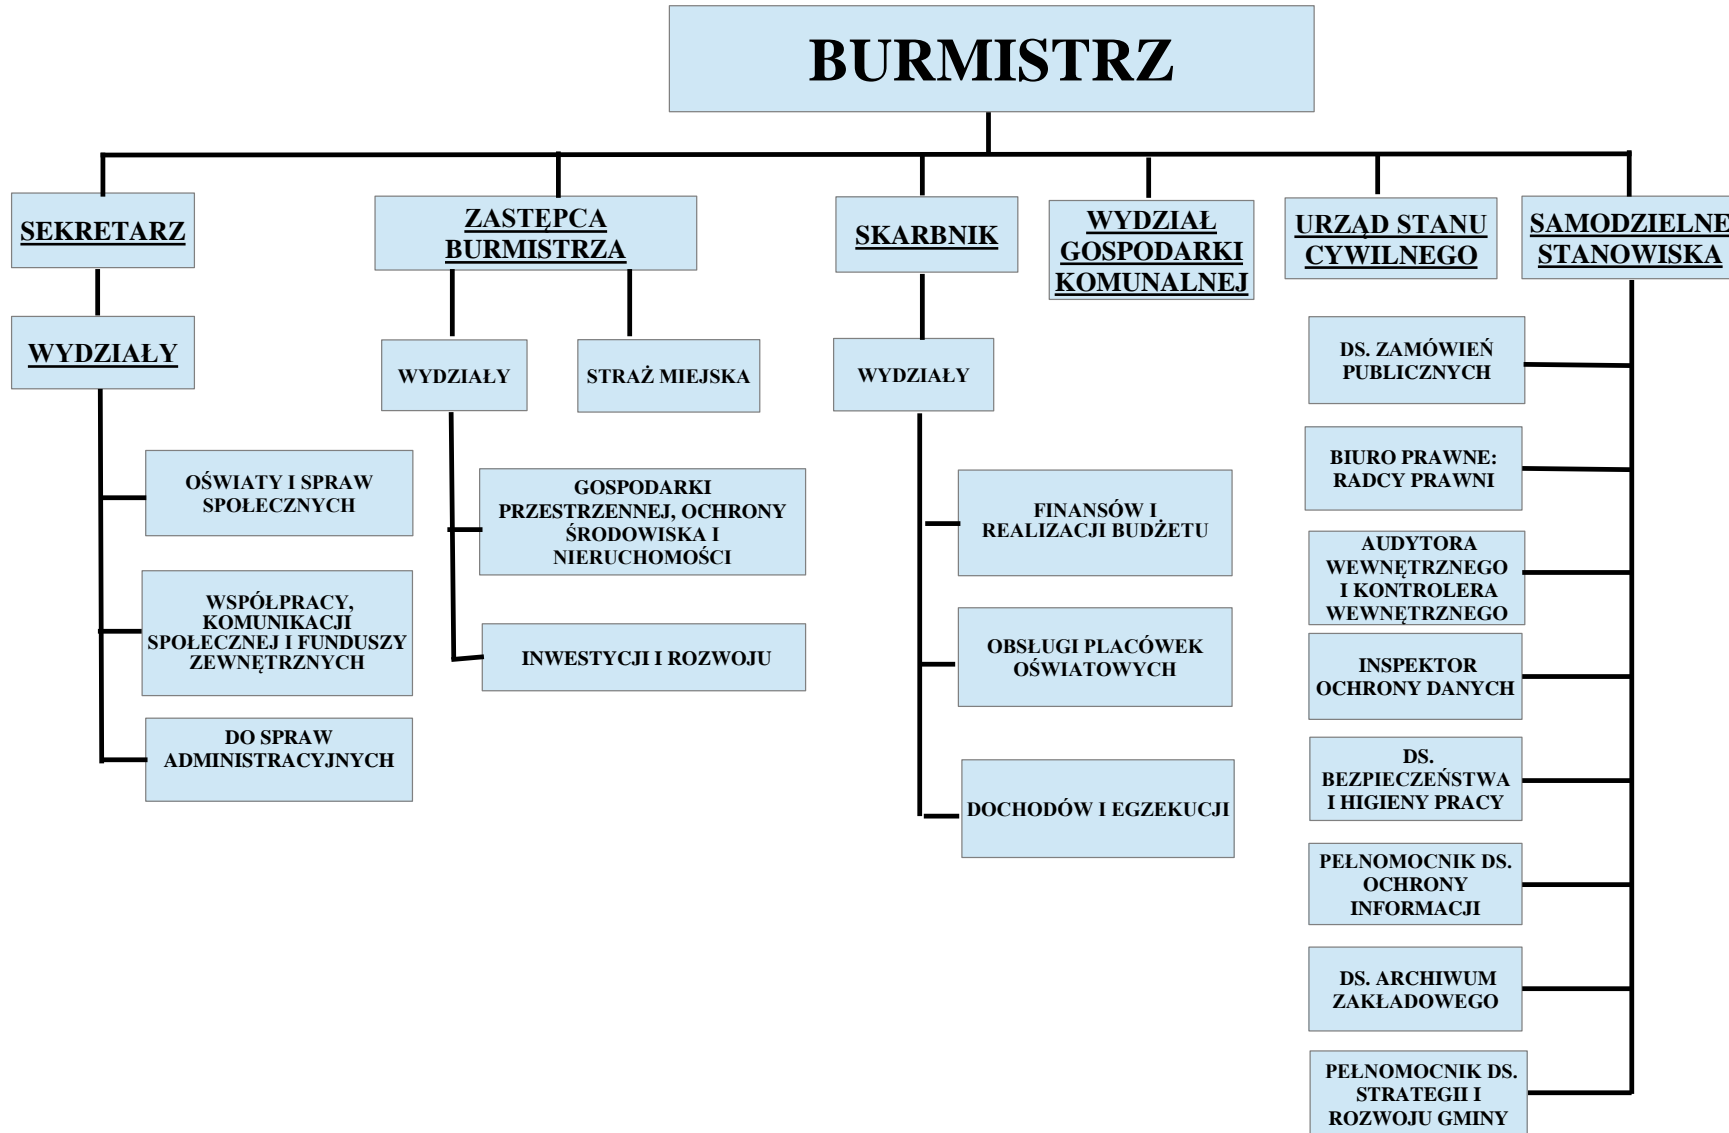 BURMISTRZ
SEKRETARZ
ZASTĘPCA
BURMISTRZA
SKARBNIK
WYDZIAŁ
GOSPODARKI
KOMUNALNEJ
URZĄD STANU
CYWILNEGO
SAMODZIELNE
STANOWISKA
WYDZIAŁY
OŚWIATY I SPRAW
SPOŁECZNYCH
WSPÓŁPRACY,
KOMUNIKACJI
SPOŁECZNEJ I FUNDUSZY
ZEWNĘTRZNYCH
DO SPRAW
ADMINISTRACYJNYCH
WYDZIAŁY
STRAŻ MIEJSKA
GOSPODARKI
PRZESTRZENNEJ, OCHRONY
ŚRODOWISKA I
NIERUCHOMOŚCI
INWESTYCJI I ROZWOJU
WYDZIAŁY
FINANSÓW I
REALIZACJI BUDŻETU
OBSŁUGI PLACÓWEK
OŚWIATOWYCH
DOCHODÓW I EGZEKUCJI
DS. ZAMÓWIEŃ
PUBLICZNYCH
BIURO PRAWNE:
RADCY PRAWNI
AUDYTORA
WEWNĘTRZNEGO
I KONTROLERA
WEWNĘTRZNEGO
INSPEKTOR
OCHRONY DANYCH
DS.
BEZPIECZEŃSTWA
I HIGIENY PRACY
PEŁNOMOCNIK DS.
OCHRONY
INFORMACJI
DS. ARCHIWUM
ZAKŁADOWEGO
PEŁNOMOCNIK DS.
STRATEGII I
ROZWOJU GMINY